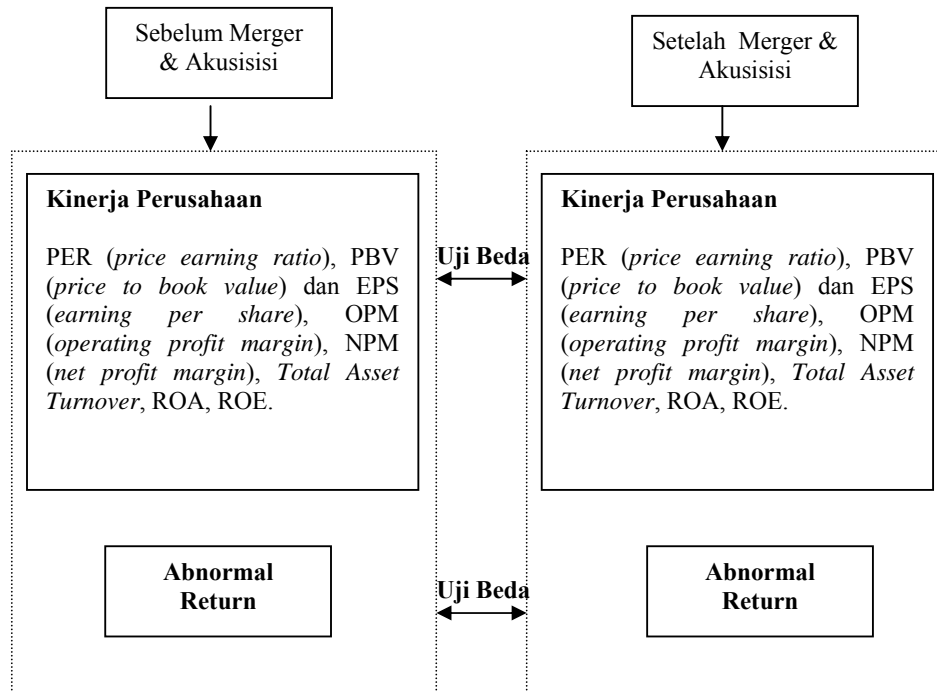 Sebelum Merger
& Akusisisi
Setelah Merger &
Akusisisi
Kinerja Perusahaan
PER (price earning ratio), PBV
(price to book value) dan EPS
(earning per share), OPM
(operating profit margin), NPM
(net profit margin), Total Asset
Turnover, ROA, ROE.
Uji Beda
Kinerja Perusahaan
PER (price earning ratio), PBV
(price to book value) dan EPS
(earning per share), OPM
(operating profit margin), NPM
(net profit margin), Total Asset
Turnover, ROA, ROE.
Abnormal
Return
Uji Beda
Abnormal
Return